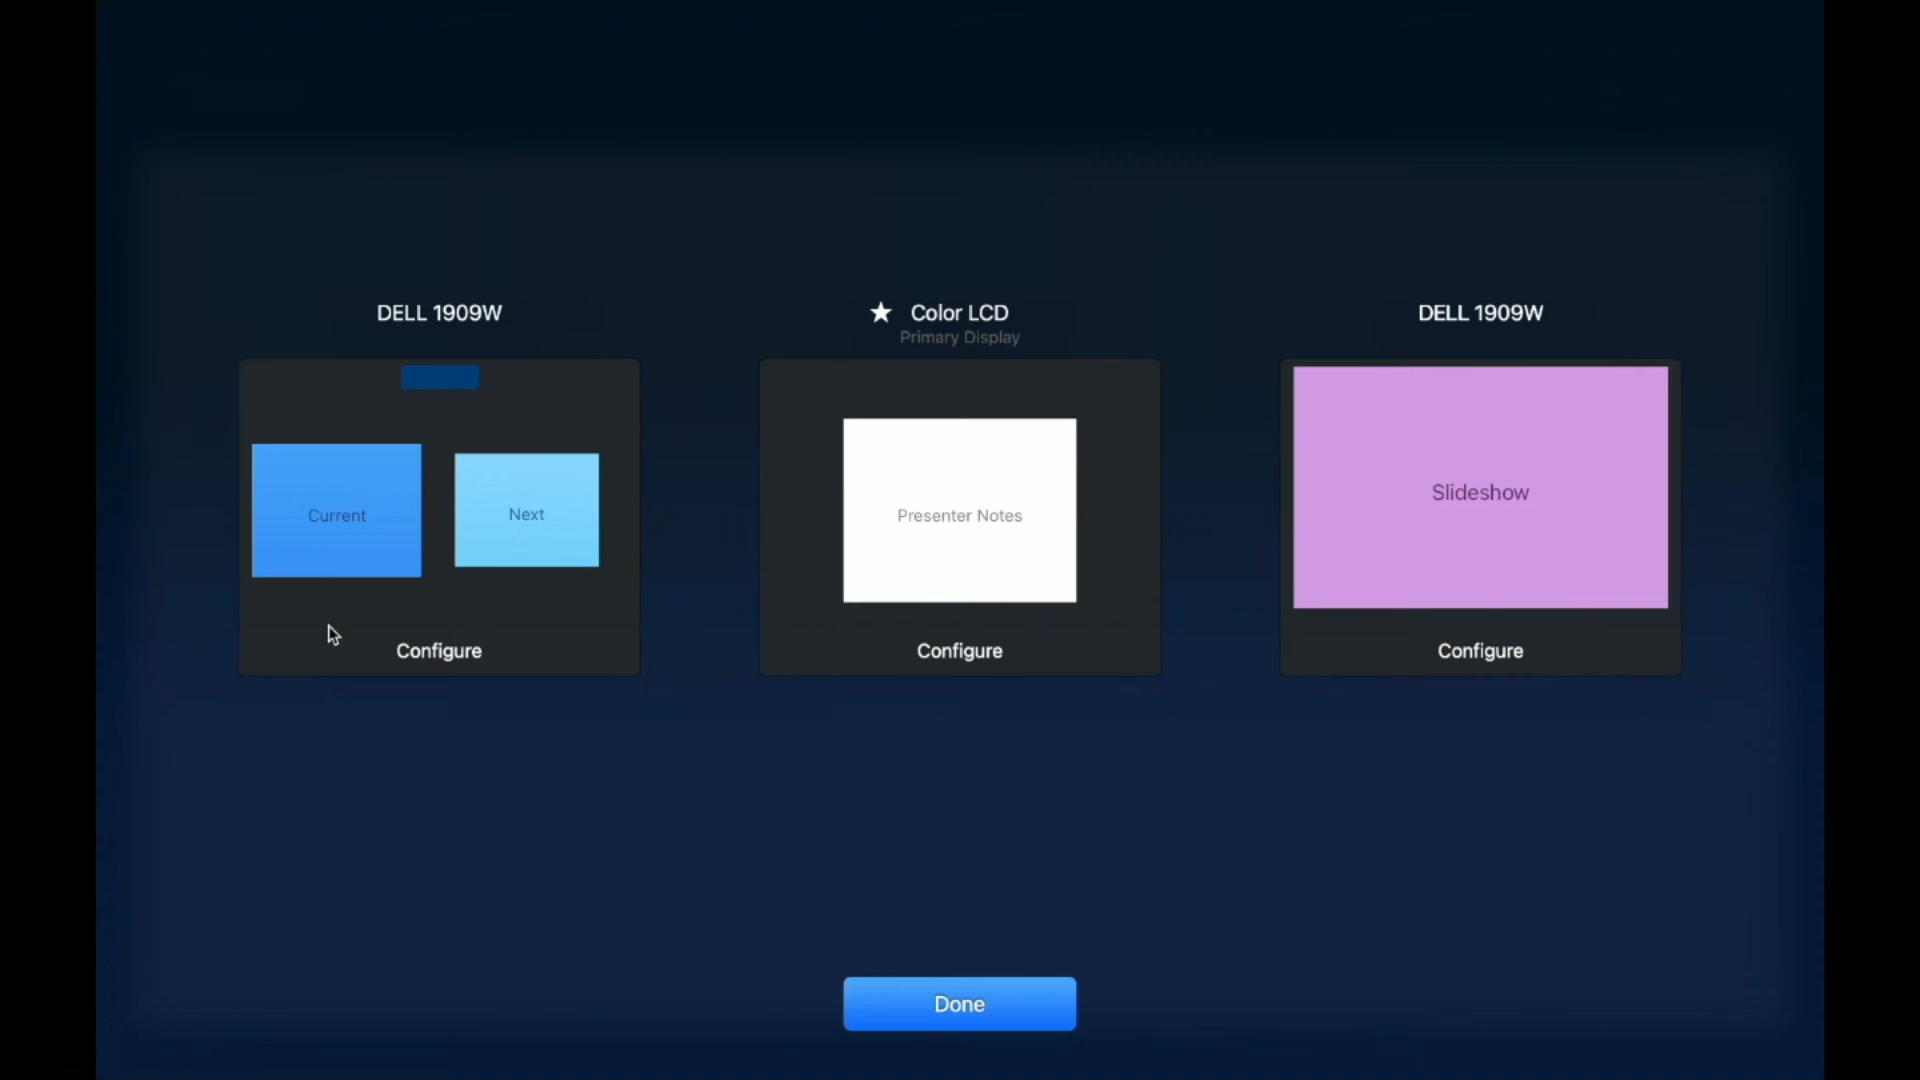 DELL 1909W
★ Color LCD
Primary Display
DELL 1909W
Current
Next
Configure
Presenter Notes
Configure
Slideshow
Configure
Done